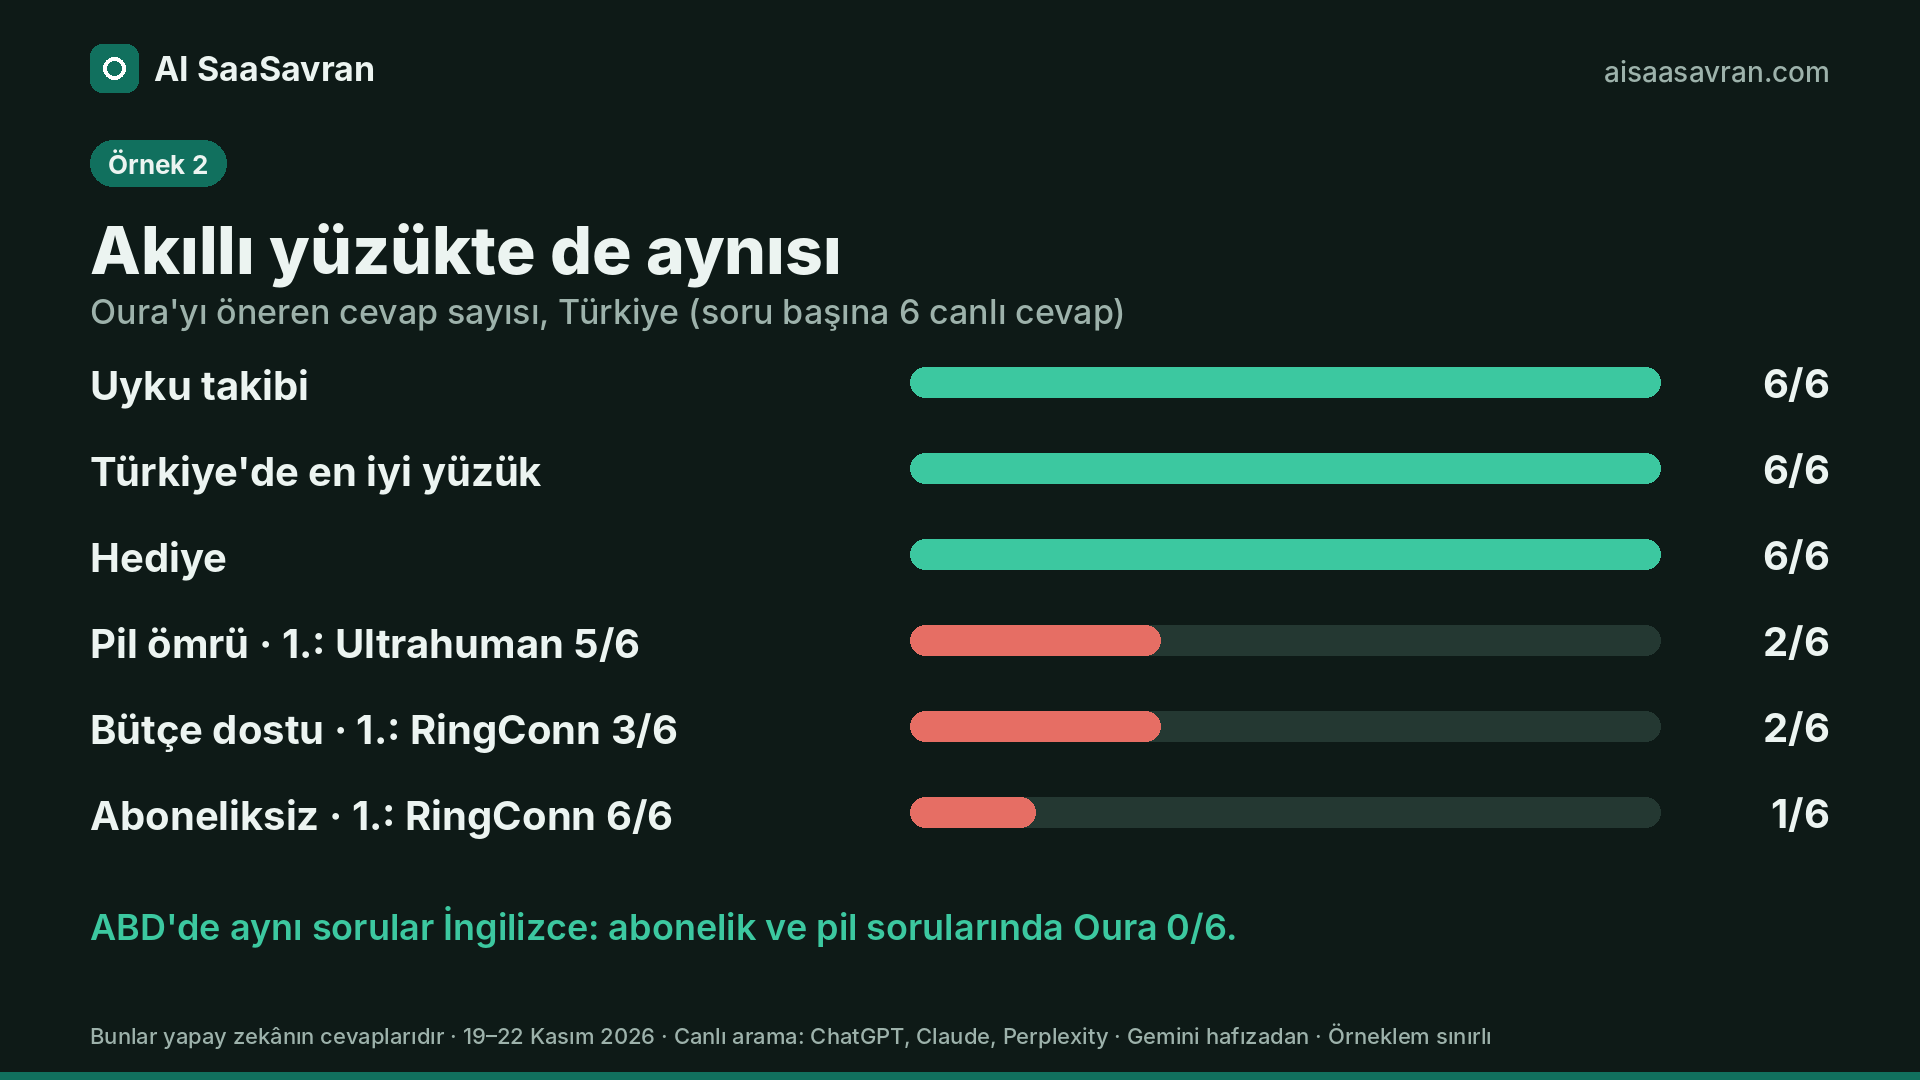 AI SaaSavran
aisaasavran.com
Örnek 2
Akıllı yüzükte de aynısı
Oura'yı öneren cevap sayısı, Türkiye (soru başına 6 canlı cevap)
Uyku takibi 6/6
Türkiye'de en iyi yüzük 6/6
Hediye 6/6
Pil ömrü · 1.: Ultrahuman 5/6 2/6
Bütçe dostu · 1.: RingConn 3/6 2/6
Aboneliksiz · 1.: RingConn 6/6 1/6
ABD'de aynı sorular İngilizce: abonelik ve pil sorularında Oura 0/6.
Bunlar yapay zekânın cevaplarıdır · 19–22 Kasım 2026 · Canlı arama: ChatGPT, Claude, Perplexity · Gemini hafızadan · Örneklem sınırlı